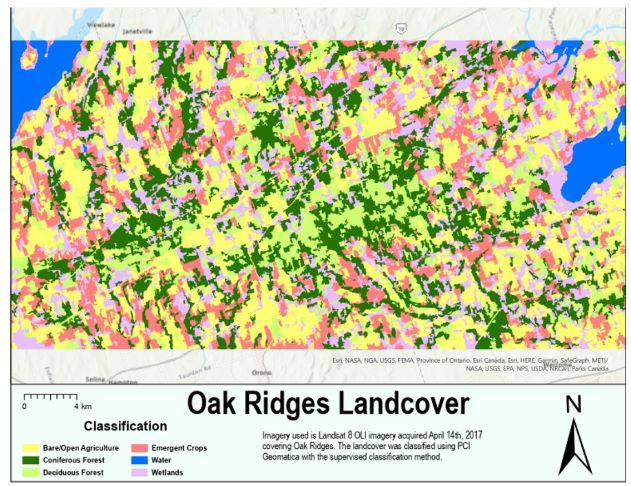 Viewlake
Janetville
Esri, NASA, NGA, USGS, FEMA, Province of Ontario, Esri Canada, Esri, HERE, Garmin, SafeGraph, METI/
NASA, USGS, EPA, NPS, USDA, NRCan, Parks Canada
Solina
Hampton
Taunton Rd
Orono
0 4 km
Oak Ridges Landcover
N
Classification
Bare/Open Agriculture
Coniferous Forest
Deciduous Forest
Emergent Crops
Water
Wetlands
Imagery used is Landsat 8 OLI imagery acquired April 14th, 2017
covering Oak Ridges. The landcover was classified using PCI
Geomatica with the supervised classification method.